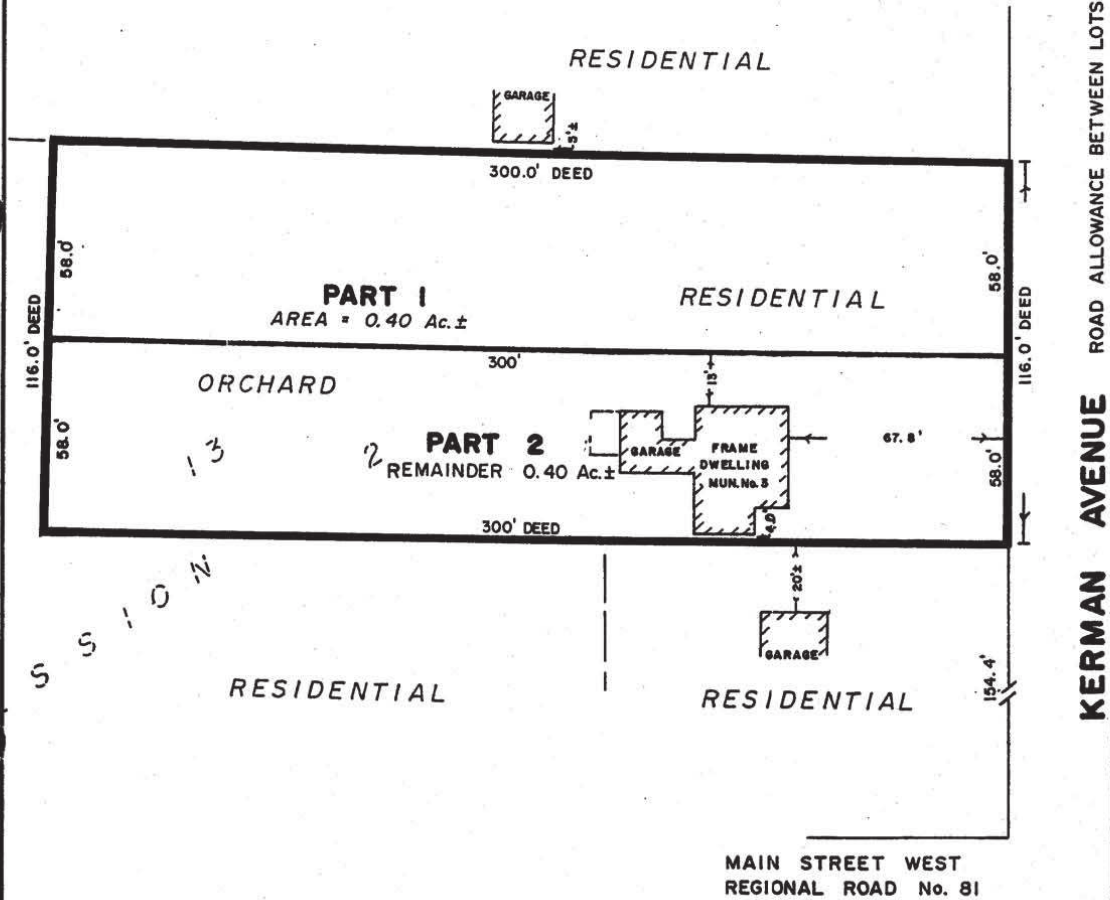 RESIDENTIAL
GARAGE
5'±
300.0' DEED
58.0'
58.0'
PART 1
AREA = 0.40 Ac.±
RESIDENTIAL
116.0' DEED
116.0' DEED
300'
ORCHARD
13'
58.0'
13
2
PART 2
REMAINDER 0.40 Ac.±
GARAGE
FRAME
DWELLING
MUN.No.3
67.8'
58.0'
4.0'
300' DEED
20'±
GARAGE
SSION
RESIDENTIAL
RESIDENTIAL
154.4'
MAIN STREET WEST
REGIONAL ROAD No. 81
KERMAN AVENUE ROAD ALLOWANCE BETWEEN LOTS